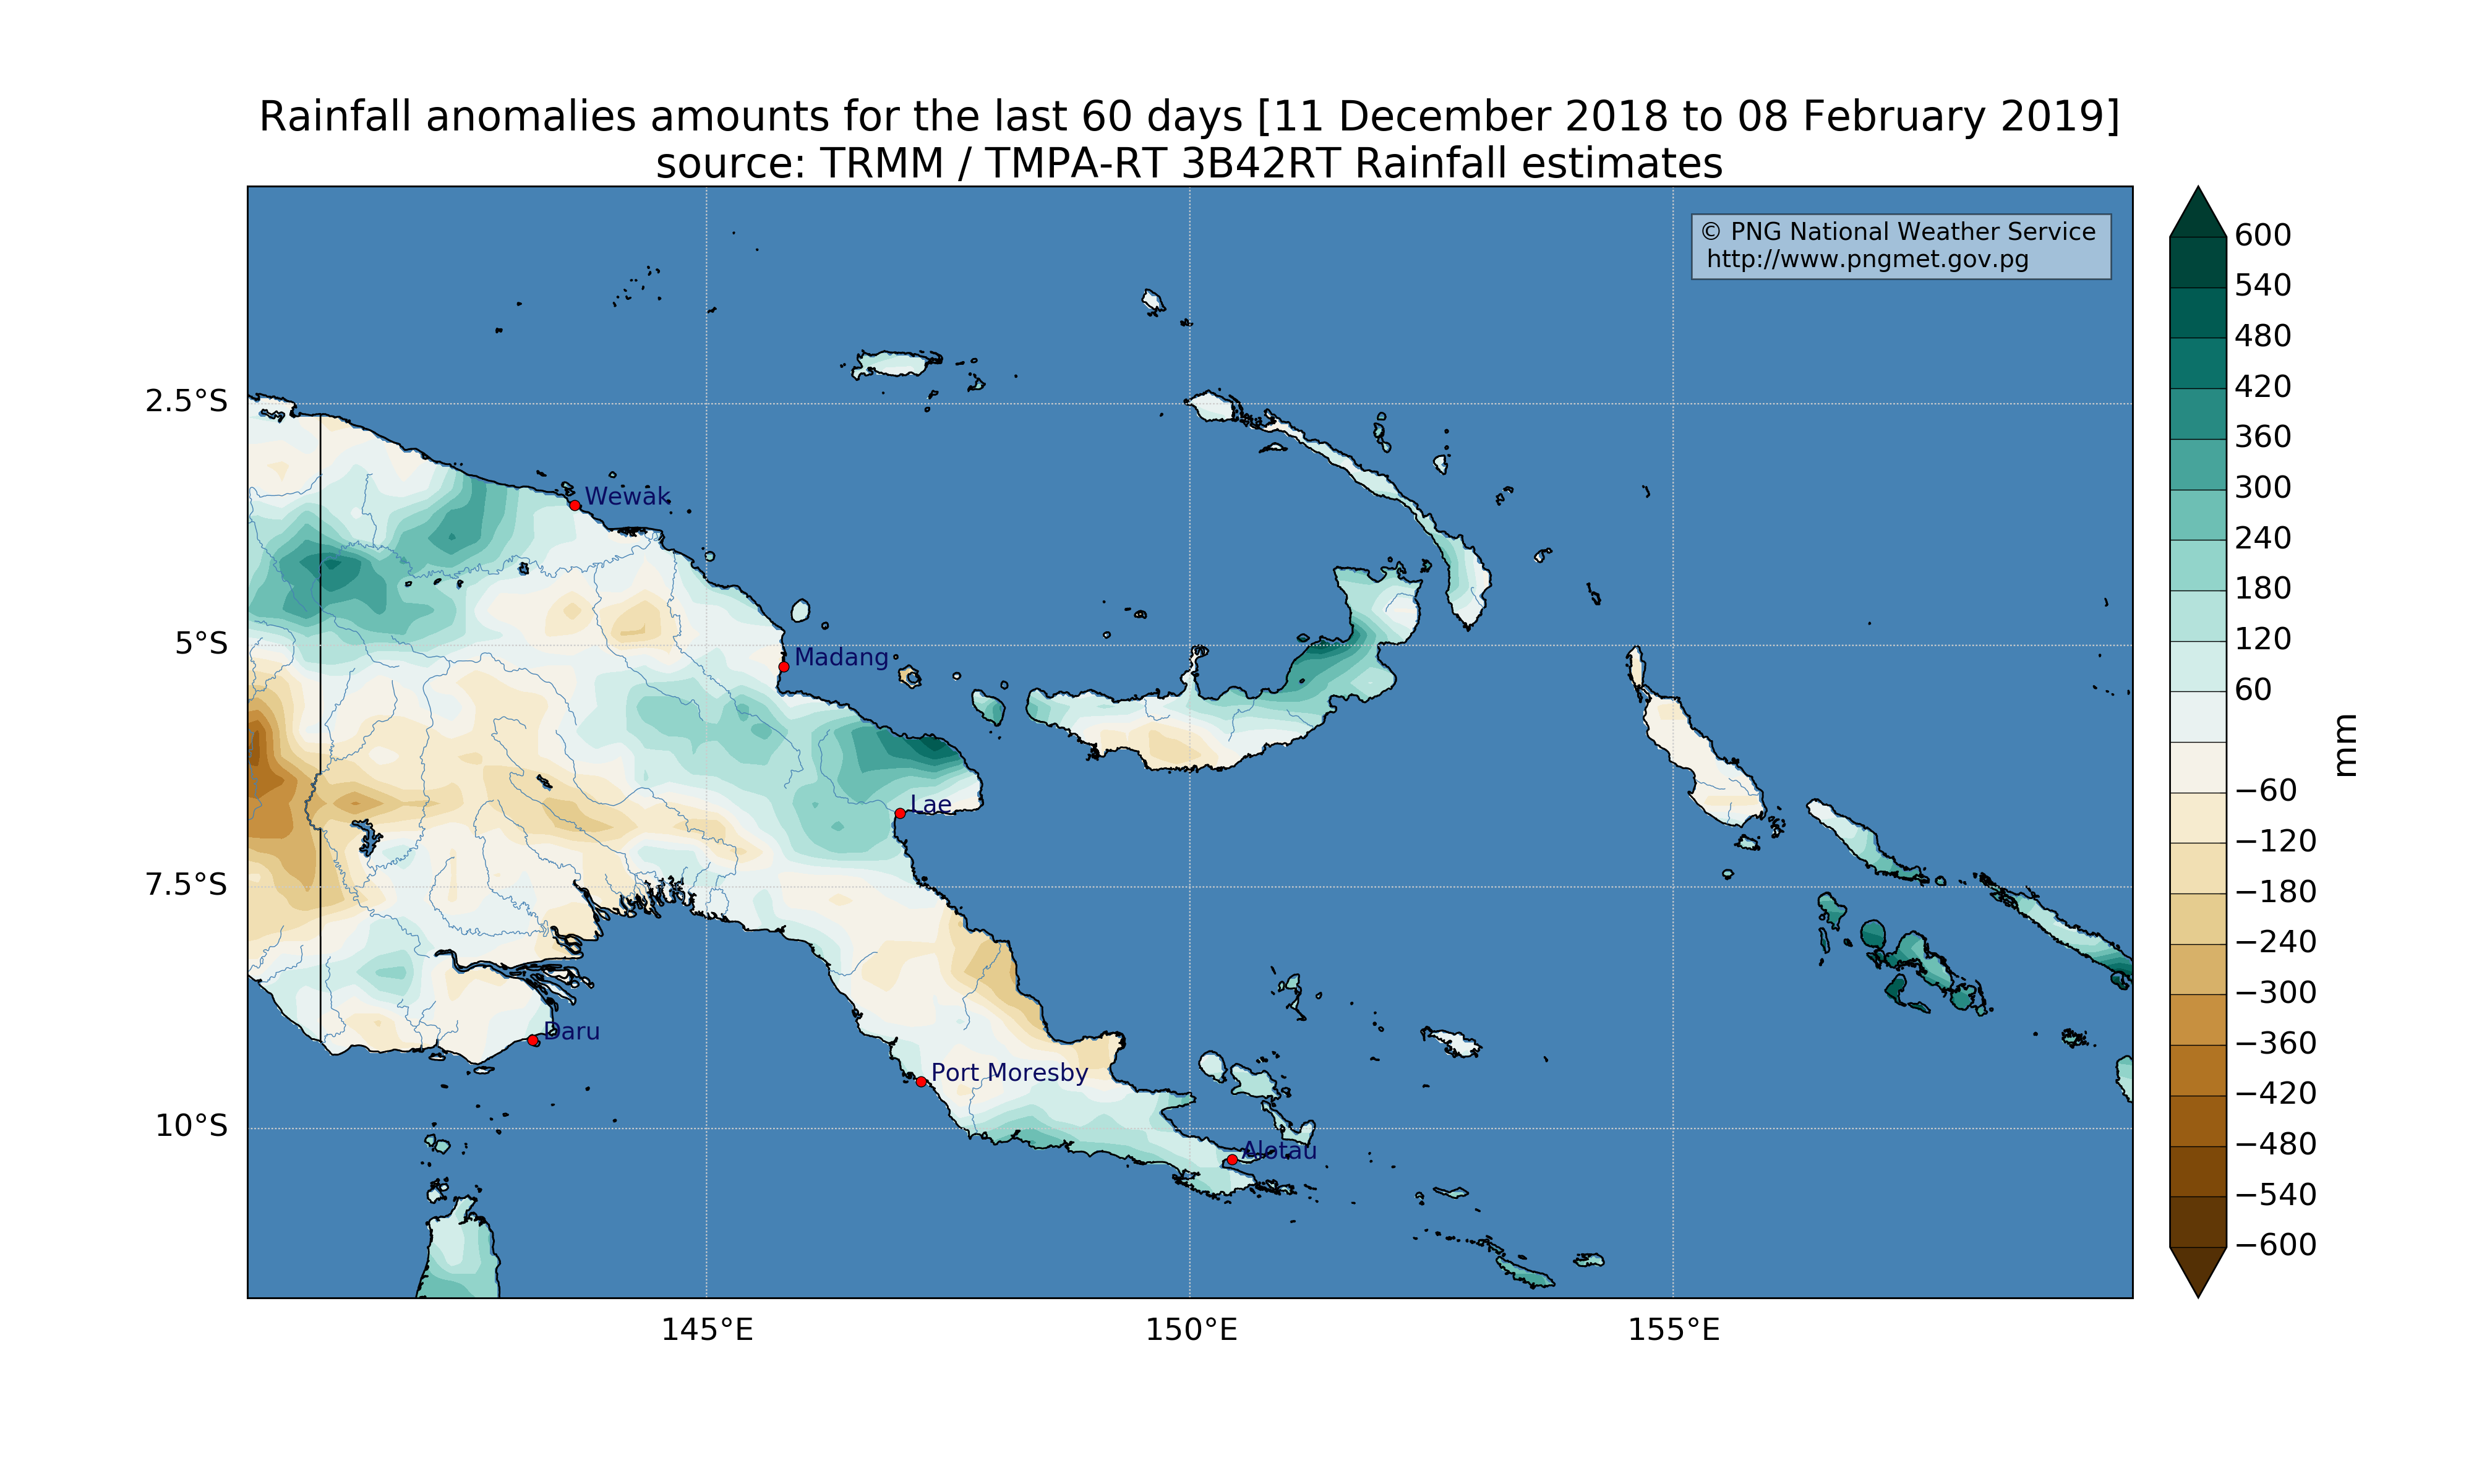 Rainfall anomalies amounts for the last 60 days [11 December 2018 to 08 February 2019]
source: TRMM / TMPA-RT 3B42RT Rainfall estimates
© PNG National Weather Service
http://www.pngmet.gov.pg
2.5°S
5°S
7.5°S
10°S
Wewak
Madang
Lae
Daru
Port Moresby
Alotau
145°E
150°E
155°E
600
540
480
420
360
300
240
180
120
60
−60
−120
−180
−240
−300
−360
−420
−480
−540
−600
mm